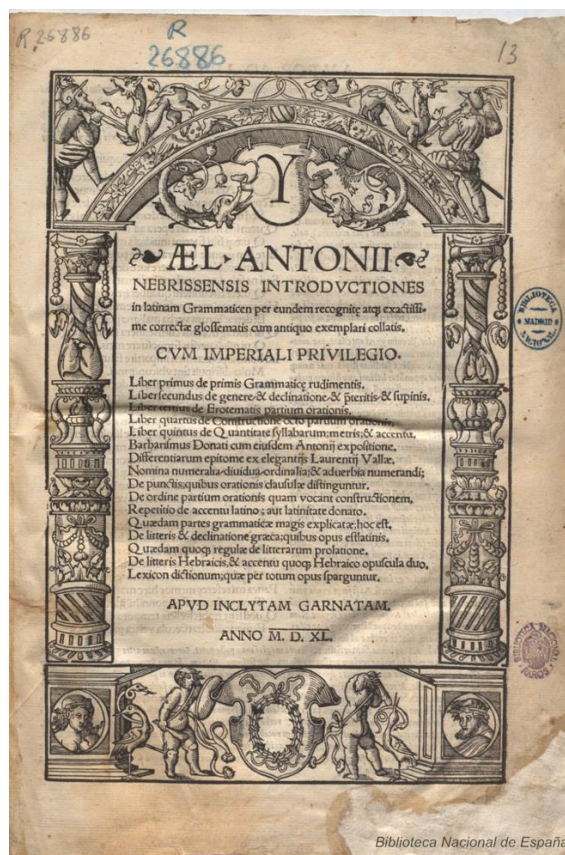 R. 26886
R
26886
13
Y
ÆL ANTONII
NEBRISSENSIS INTRODVCTIONES
in latinam Grammaticen per eundem recognitę atq; exactissi-
me correctæ glossematis cum antiquo exemplari collatis.
CVM IMPERIALI PRIVILEGIO.
Liber primus de primis Grammaticę rudimentis.
Liber secundus de genere & declinatione & p̄teritis & supinis.
Liber tertius de Erotematis partium orationis.
Liber quartus de Constructione octo partium orationis.
Liber quintus de Quantitate syllabarum; metris; & accentu.
Barbarismus Donati cum eiusdem Antonij expositione.
Differentiarum epitome ex elegantijs Laurentij Vallæ.
Nomina numeralia; diuidua; ordinalia; & aduerbia numerandi;
De punctis; quibus orationis clausulæ distinguntur.
De ordine partium orationis quam vocant constructionem.
Repetitio de accentu latino; aut latinitate donato.
Quædam partes grammaticæ magis explicatæ; hoc est.
De litteris & declinatione græca; quibus opus est latinis.
Quædam quoq; regulæ de litterarum prolatione.
De litteris Hebraicis, & accentu quoq; Hebraico opuscula duo.
Lexicon dictionum; quæ per totum opus sparguntur.
APVD INCLYTAM GARNATAM.
ANNO M. D. XL.
BIBLIOTECA
MADRID
NACIONAL
Biblioteca Nacional de España